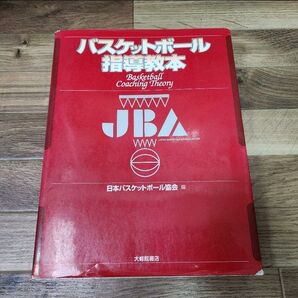 バスケットボール
指導教本
Basketball
Coaching Theory
JBA
日本バスケットボール協会 編
大修館書店